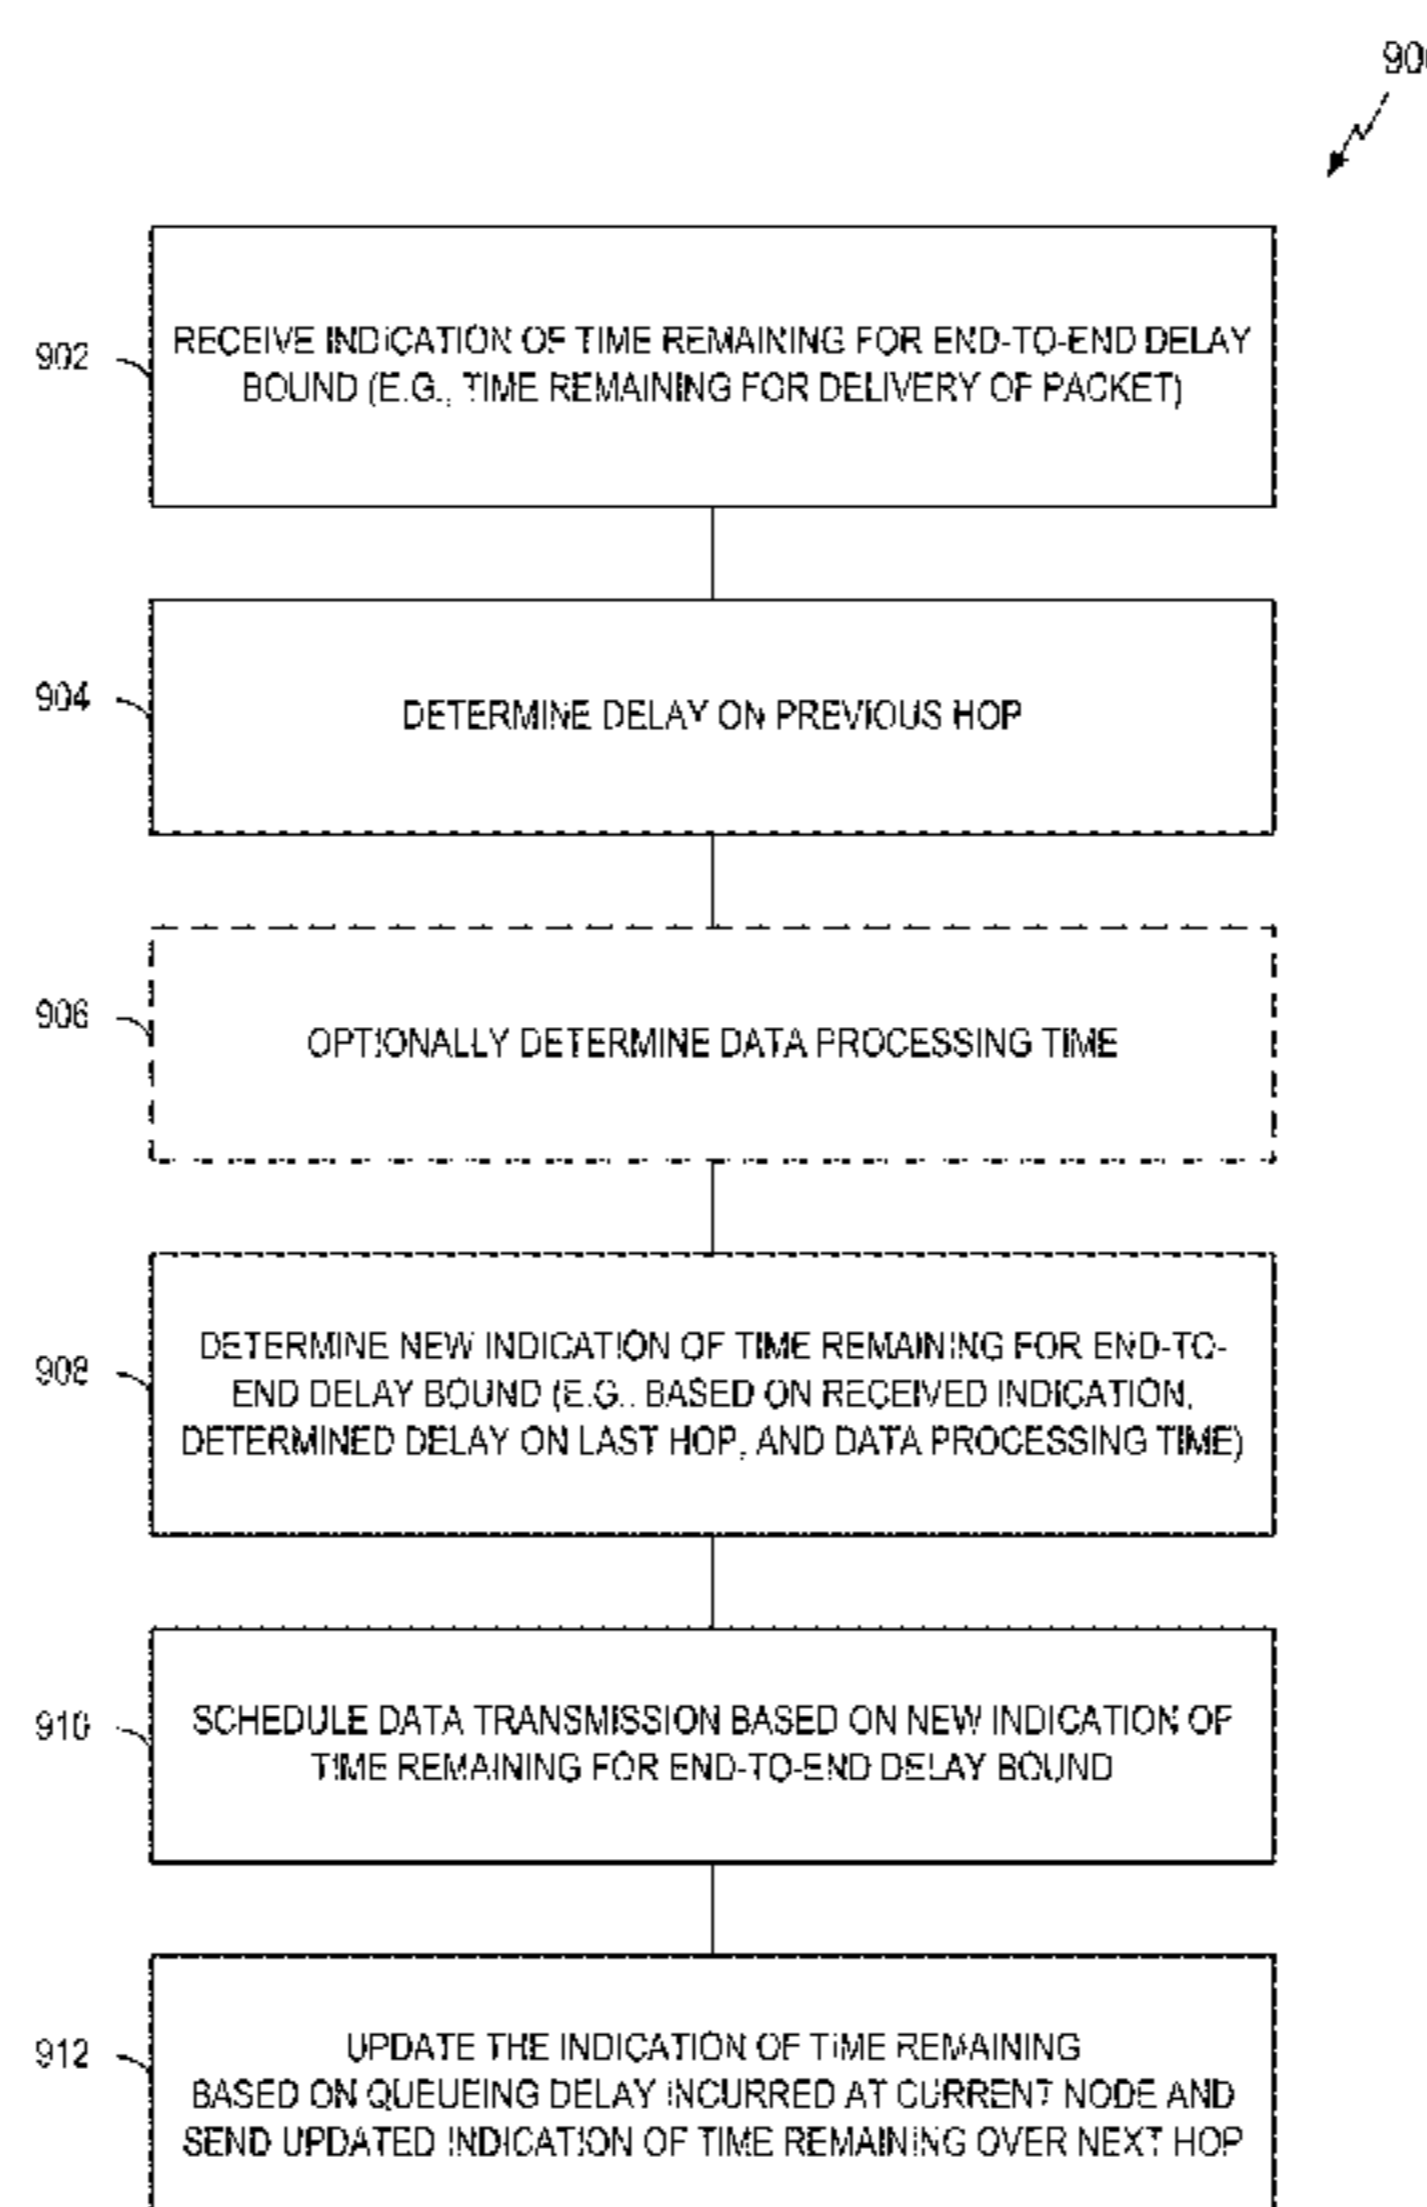 902
RECEIVE INDICATION OF TIME REMAINING FOR END-TO-END DELAY
BOUND (E.G., TIME REMAINING FOR DELIVERY OF PACKET)
904
DETERMINE DELAY ON PREVIOUS HOP
906
OPTIONALLY DETERMINE DATA PROCESSING TIME
908
DETERMINE NEW INDICATION OF TIME REMAINING FOR END-TO-
END DELAY BOUND (E.G., BASED ON RECEIVED INDICATION,
DETERMINED DELAY ON LAST HOP, AND DATA PROCESSING TIME)
910
SCHEDULE DATA TRANSMISSION BASED ON NEW INDICATION OF
TIME REMAINING FOR END-TO-END DELAY BOUND
912
UPDATE THE INDICATION OF TIME REMAINING
BASED ON QUEUEING DELAY INCURRED AT CURRENT NODE AND
SEND UPDATED INDICATION OF TIME REMAINING OVER NEXT HOP